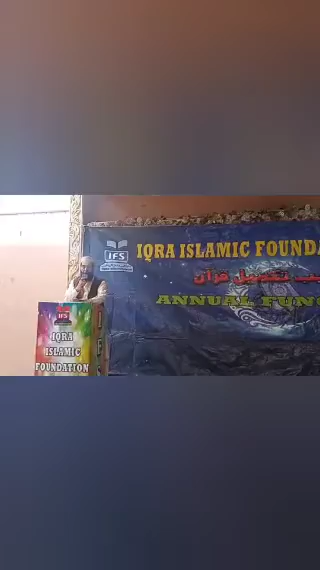 IFS
IQRA ISLAMIC FOUNDA
تکمیل قرآن
ANNUAL FUNC
IFS
IQRA
ISLAMIC
FOUNDATION